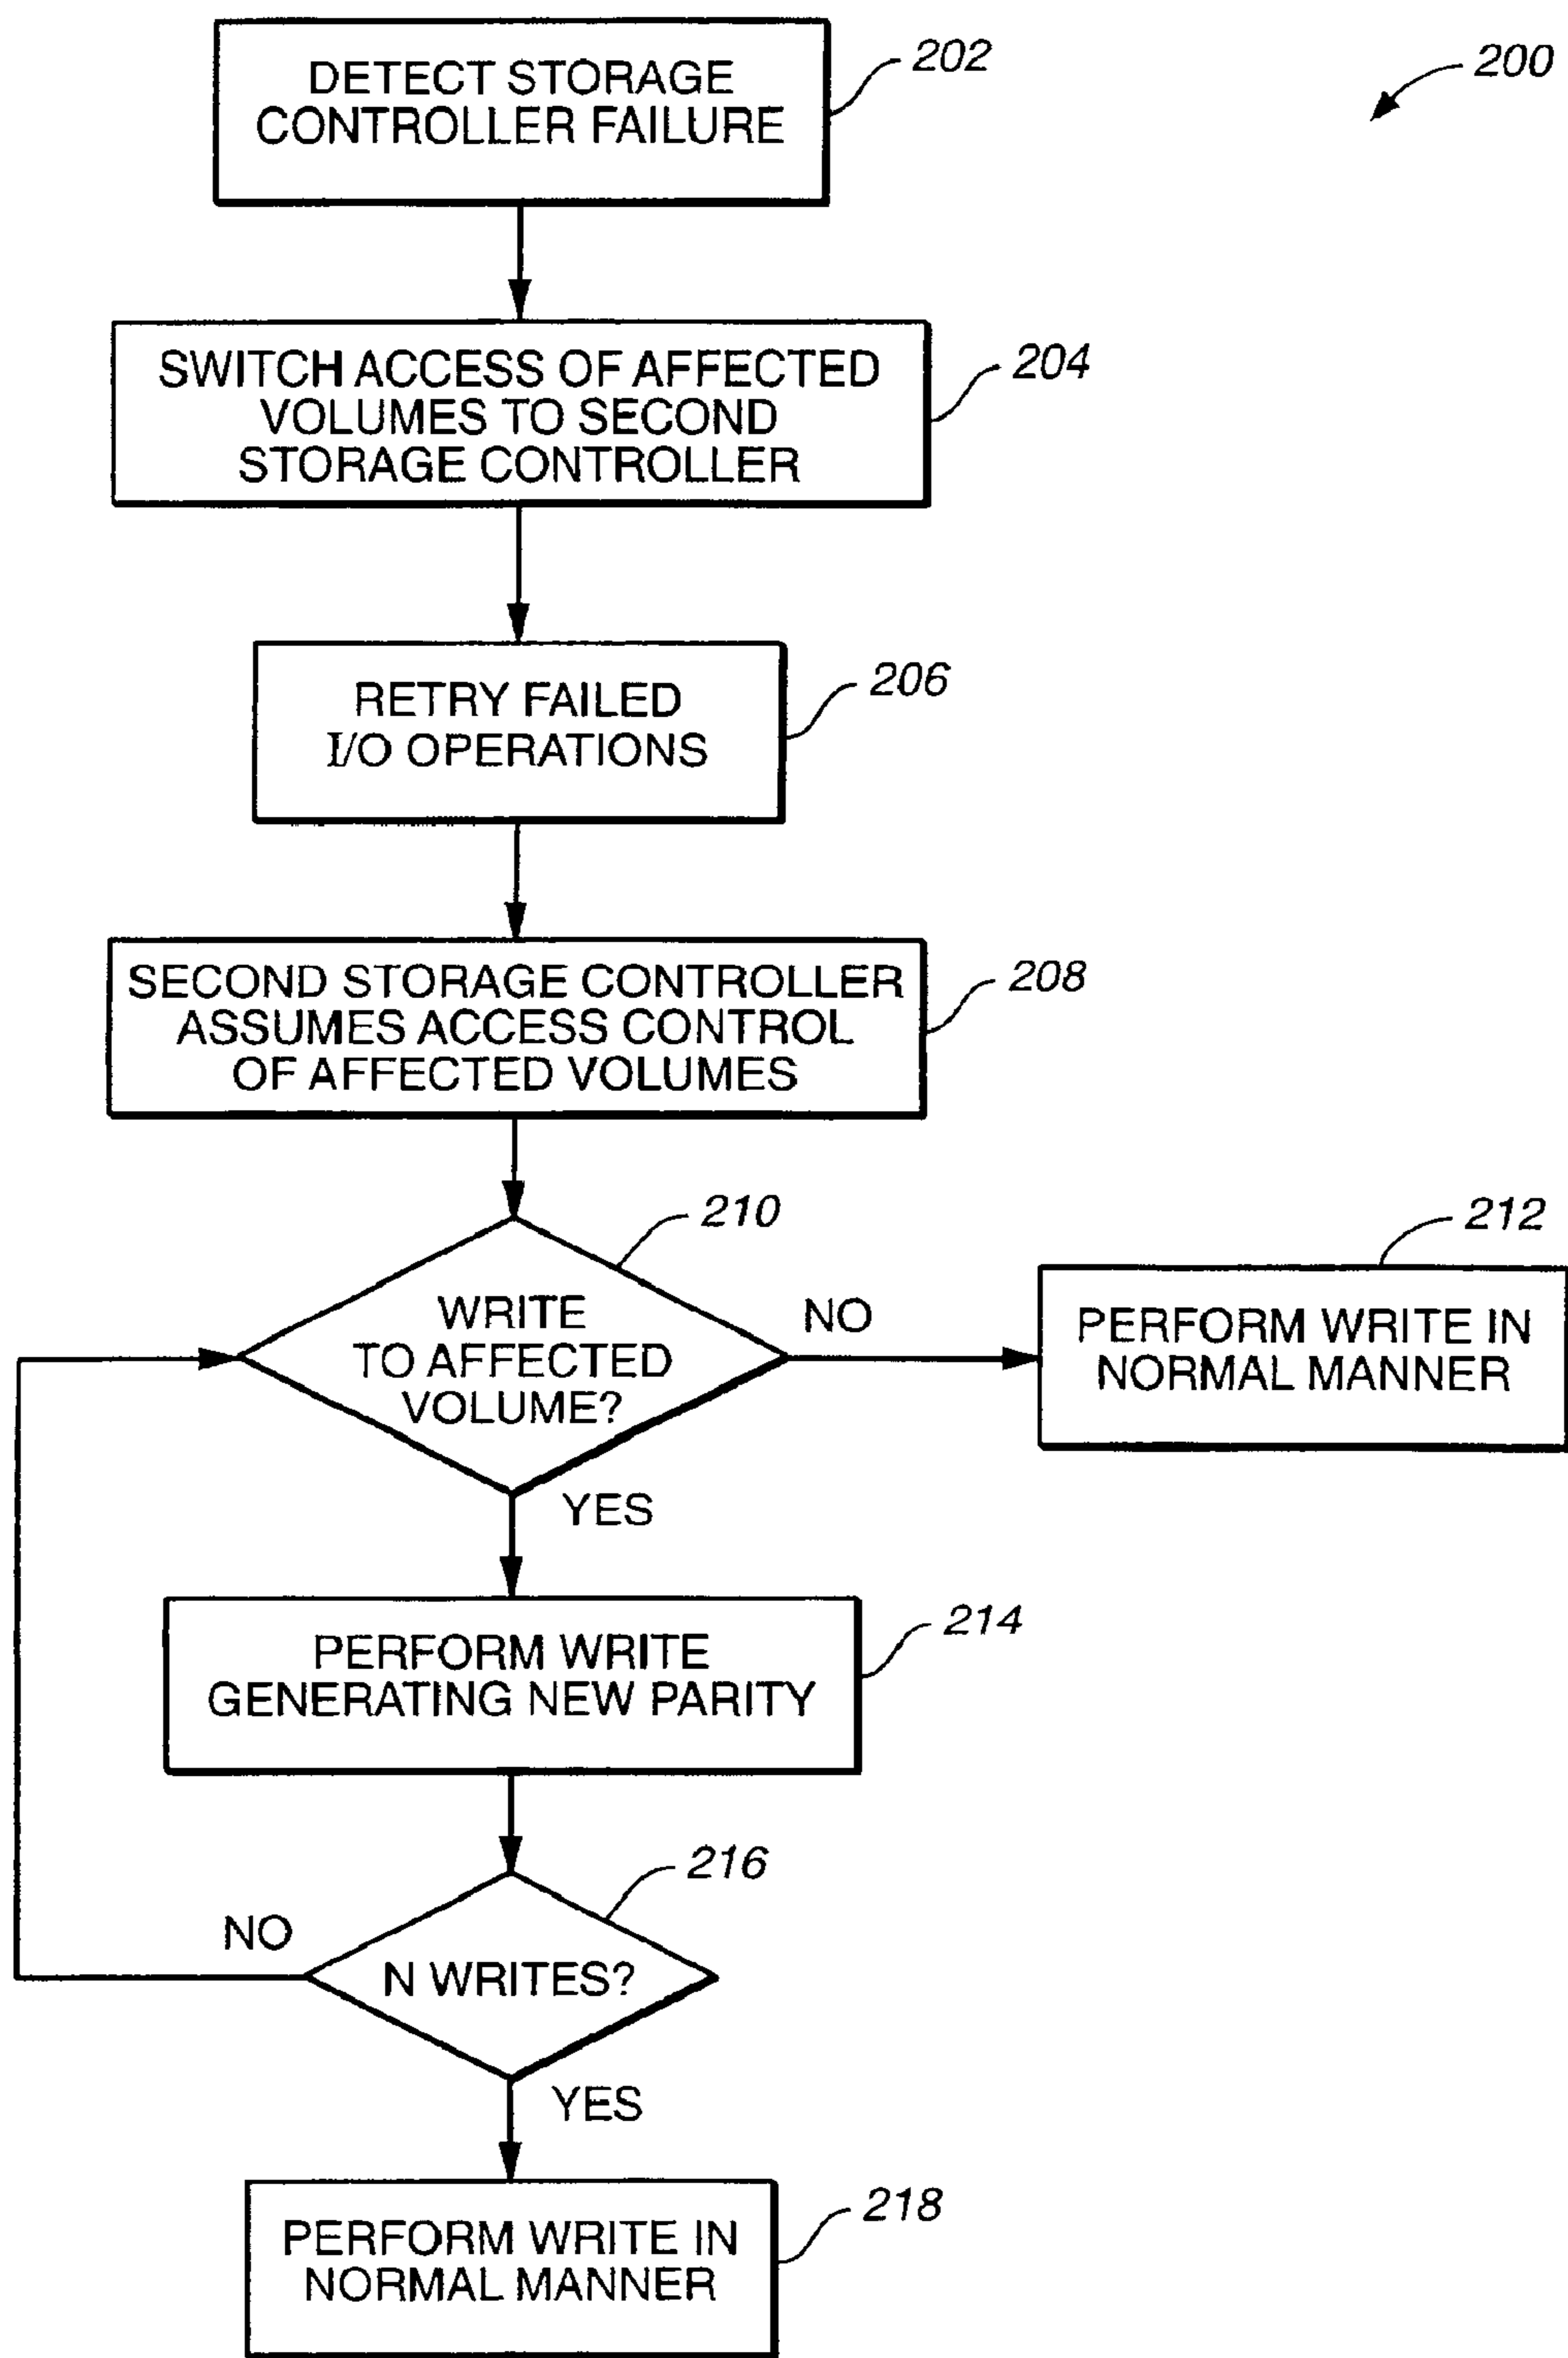 DETECT STORAGE
CONTROLLER FAILURE
202
200
SWITCH ACCESS OF AFFECTED
VOLUMES TO SECOND
STORAGE CONTROLLER
204
RETRY FAILED
I/O OPERATIONS
206
SECOND STORAGE CONTROLLER
ASSUMES ACCESS CONTROL
OF AFFECTED VOLUMES
208
WRITE
TO AFFECTED
VOLUME?
210
NO
PERFORM WRITE IN
NORMAL MANNER
212
YES
PERFORM WRITE
GENERATING NEW PARITY
214
N WRITES?
216
NO
YES
PERFORM WRITE IN
NORMAL MANNER
218